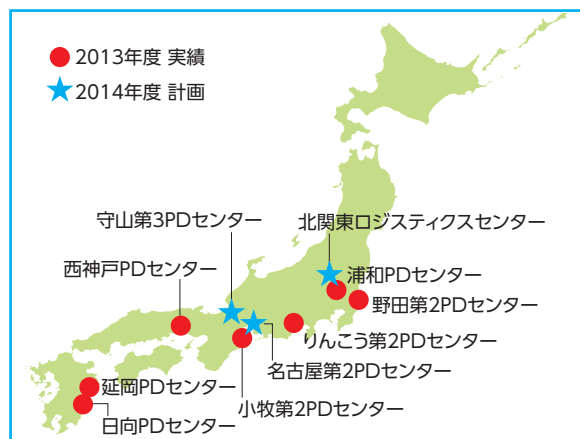 2013年度 実績
2014年度 計画
守山第3PDセンター
北関東ロジスティクスセンター
西神戸PDセンター
浦和PDセンター
野田第2PDセンター
りんこう第2PDセンター
名古屋第2PDセンター
延岡PDセンター
小牧第2PDセンター
日向PDセンター